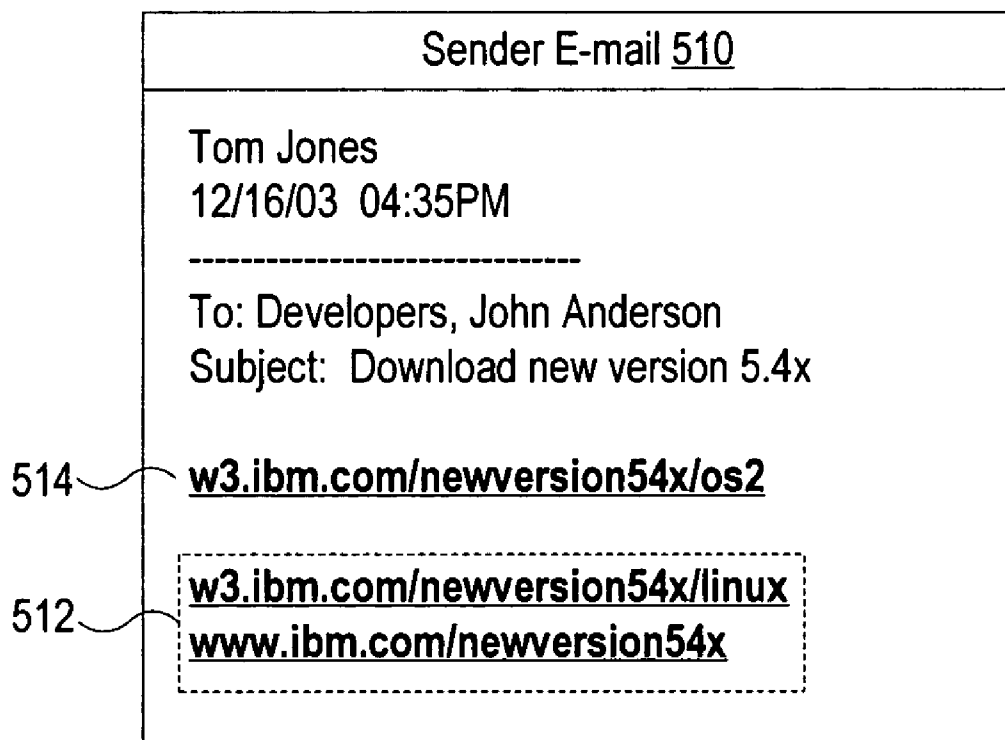 Sender E-mail 510
Tom Jones
12/16/03 04:35PM
------------------------------
To: Developers, John Anderson
Subject: Download new version 5.4x
514 w3.ibm.com/newversion54x/os2
w3.ibm.com/newversion54x/linux
512
www.ibm.com/newversion54x